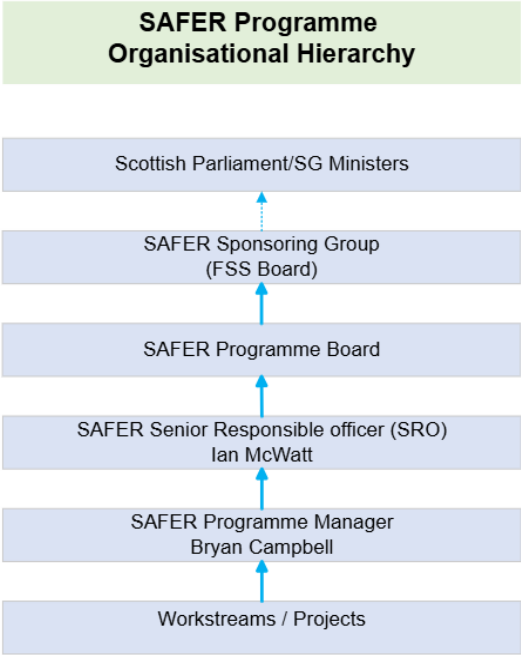 SAFER Programme
Organisational Hierarchy
Scottish Parliament/SG Ministers
SAFER Sponsoring Group
(FSS Board)
SAFER Programme Board
SAFER Senior Responsible officer (SRO)
Ian McWatt
SAFER Programme Manager
Bryan Campbell
Workstreams / Projects